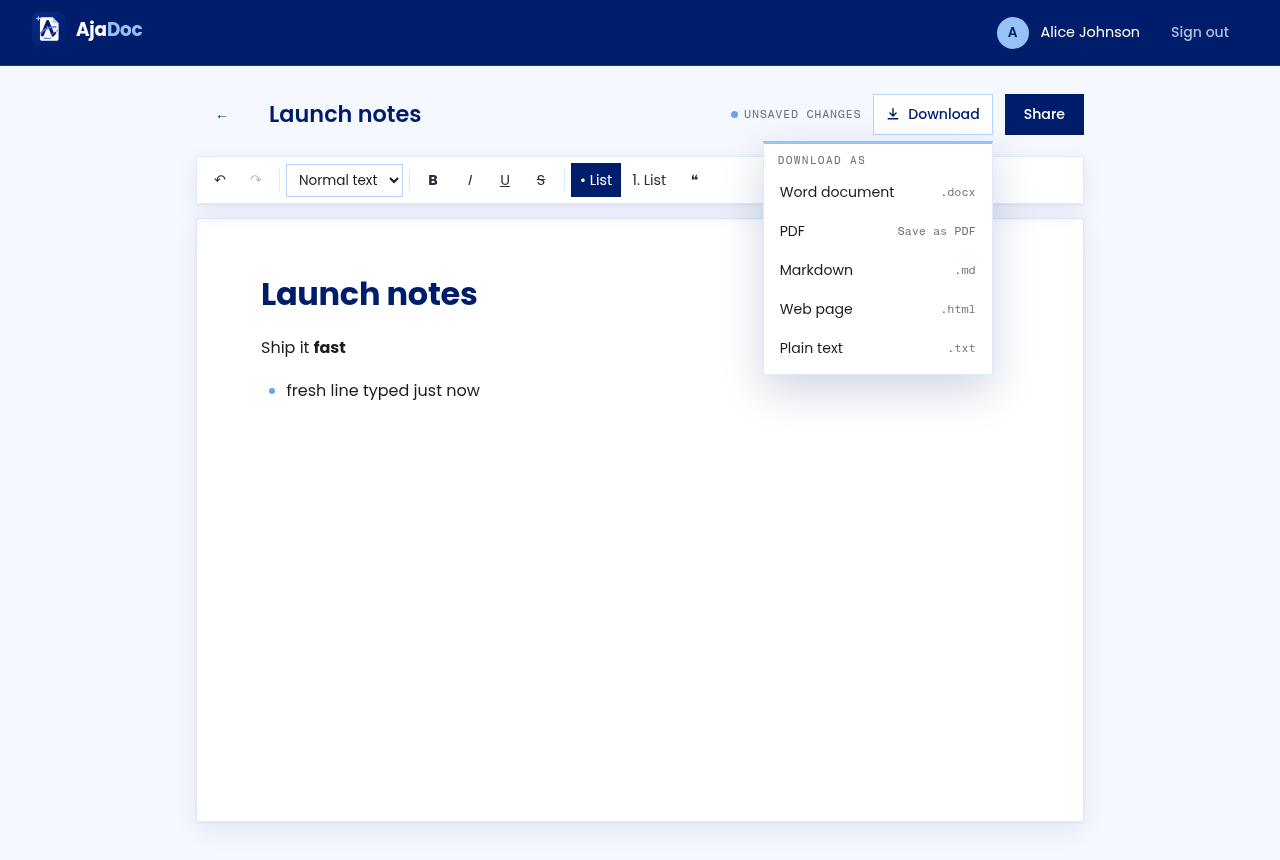 AjaDoc
A Alice Johnson Sign out
← Launch notes UNSAVED CHANGES Download Share
↶ ↷ Normal text B I U S • List 1. List ❝
DOWNLOAD AS
Word document .docx
PDF Save as PDF
Markdown .md
Web page .html
Plain text .txt
Launch notes
Ship it fast
• fresh line typed just now